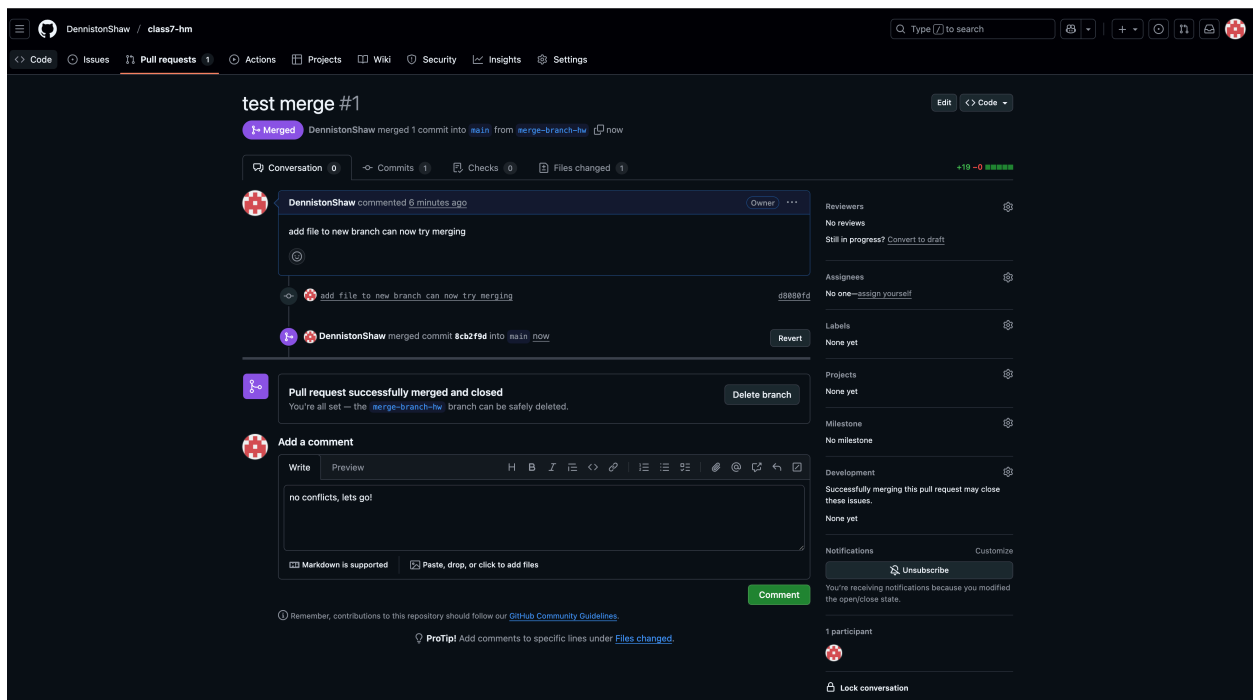 DennistonShaw / class7-hm
Type / to search
Code Issues Pull requests 1 Actions Projects Wiki Security Insights Settings
test merge #1
Edit <> Code
Merged DennistonShaw merged 1 commit into main from merge-branch-hw now
Conversation 0 Commits 1 Checks 0 Files changed 1
+19 −0
DennistonShaw commented 6 minutes ago Owner ...
add file to new branch can now try merging
add file to new branch can now try merging d8080fd
DennistonShaw merged commit 8cb2f9d into main now Revert
Pull request successfully merged and closed
You're all set — the merge-branch-hw branch can be safely deleted.
Delete branch
Add a comment
Write Preview
no conflicts, lets go!
Markdown is supported Paste, drop, or click to add files
Comment
Remember, contributions to this repository should follow our GitHub Community Guidelines.
ProTip! Add comments to specific lines under Files changed.
Reviewers
No reviews
Still in progress? Convert to draft
Assignees
No one—assign yourself
Labels
None yet
Projects
None yet
Milestone
No milestone
Development
Successfully merging this pull request may close
these issues.
None yet
Notifications Customize
Unsubscribe
You're receiving notifications because you modified
the open/close state.
1 participant
Lock conversation